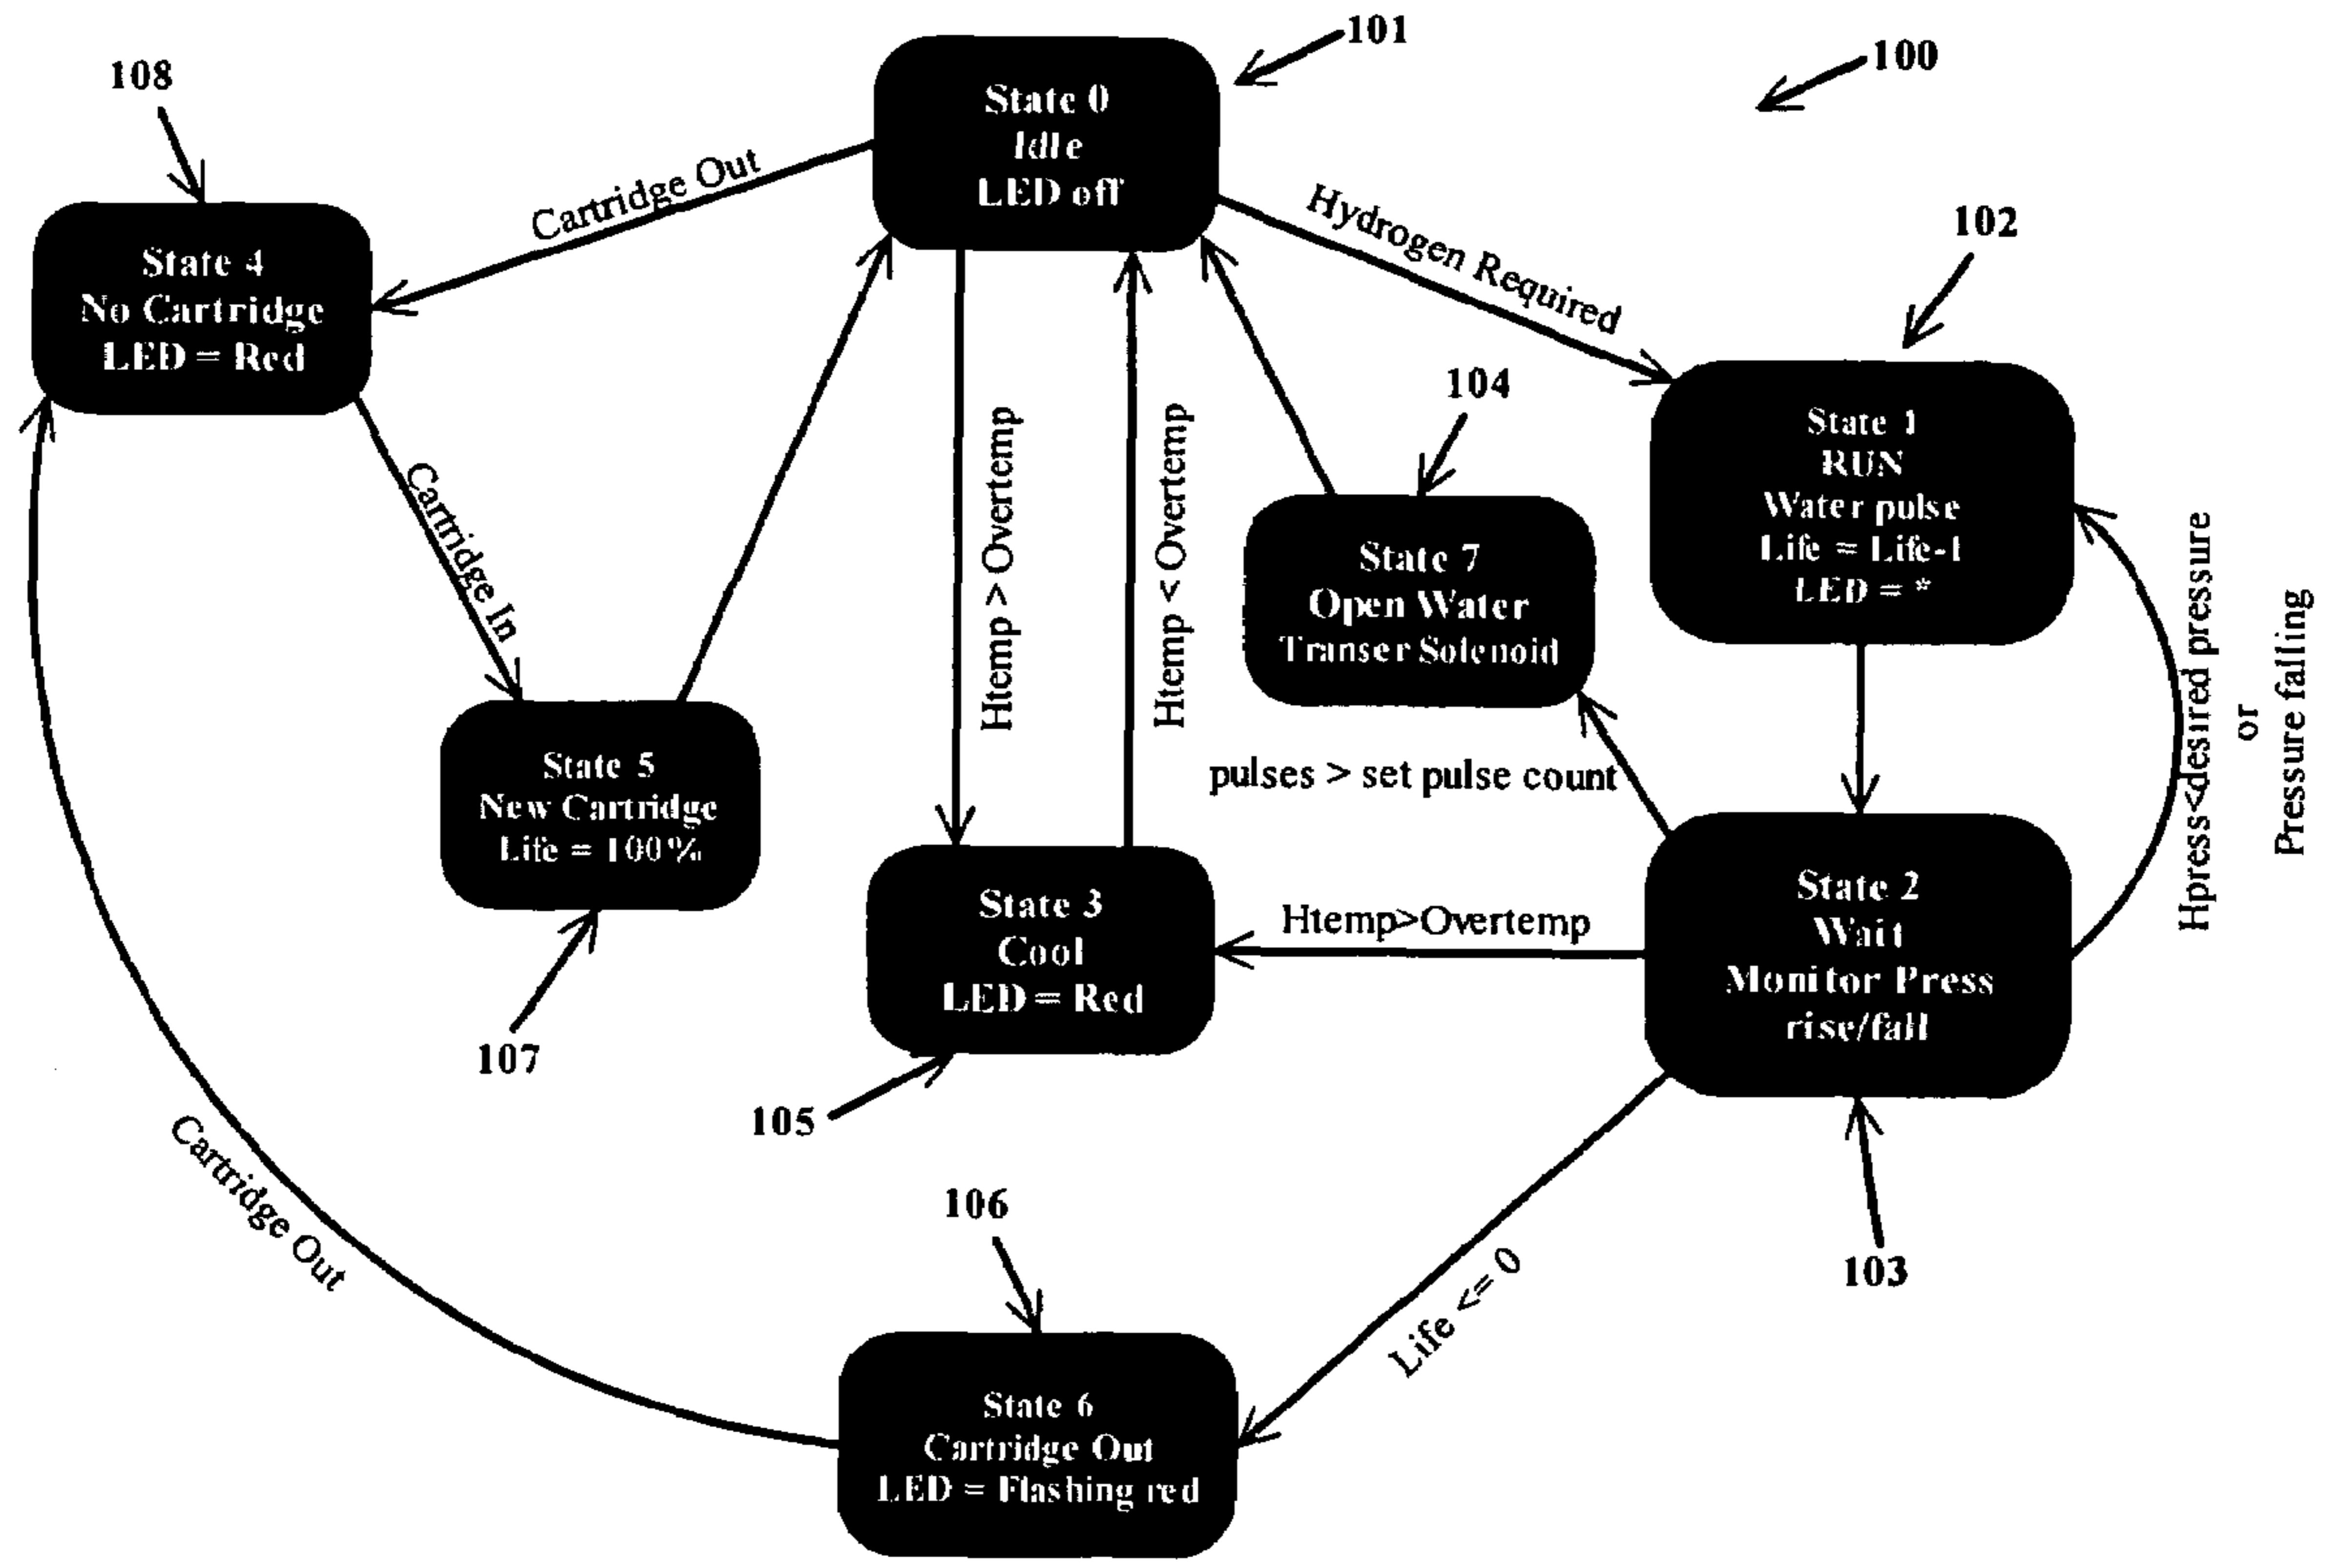 101
100
108
State 0
Idle
LED off
Cartridge Out
Hydrogen Required
102
State 4
No Cartridge
LED = Red
104
State 1
RUN
Water pulse
Life = Life-1
LED = *
Cartridge In
Htemp > Overtemp
Htemp < Overtemp
State 7
Open Water
Transer Solenoid
Hpress<desired pressure
or
Pressure falling
pulses > set pulse count
State 5
New Cartridge
Life = 100%
State 3
Cool
LED = Red
Htemp>Overtemp
State 2
Wait
Monitor Press
rise/fall
107
105
Cartridge Out
106
103
Life <= 0
State 6
Cartridge Out
LED = Flashing red